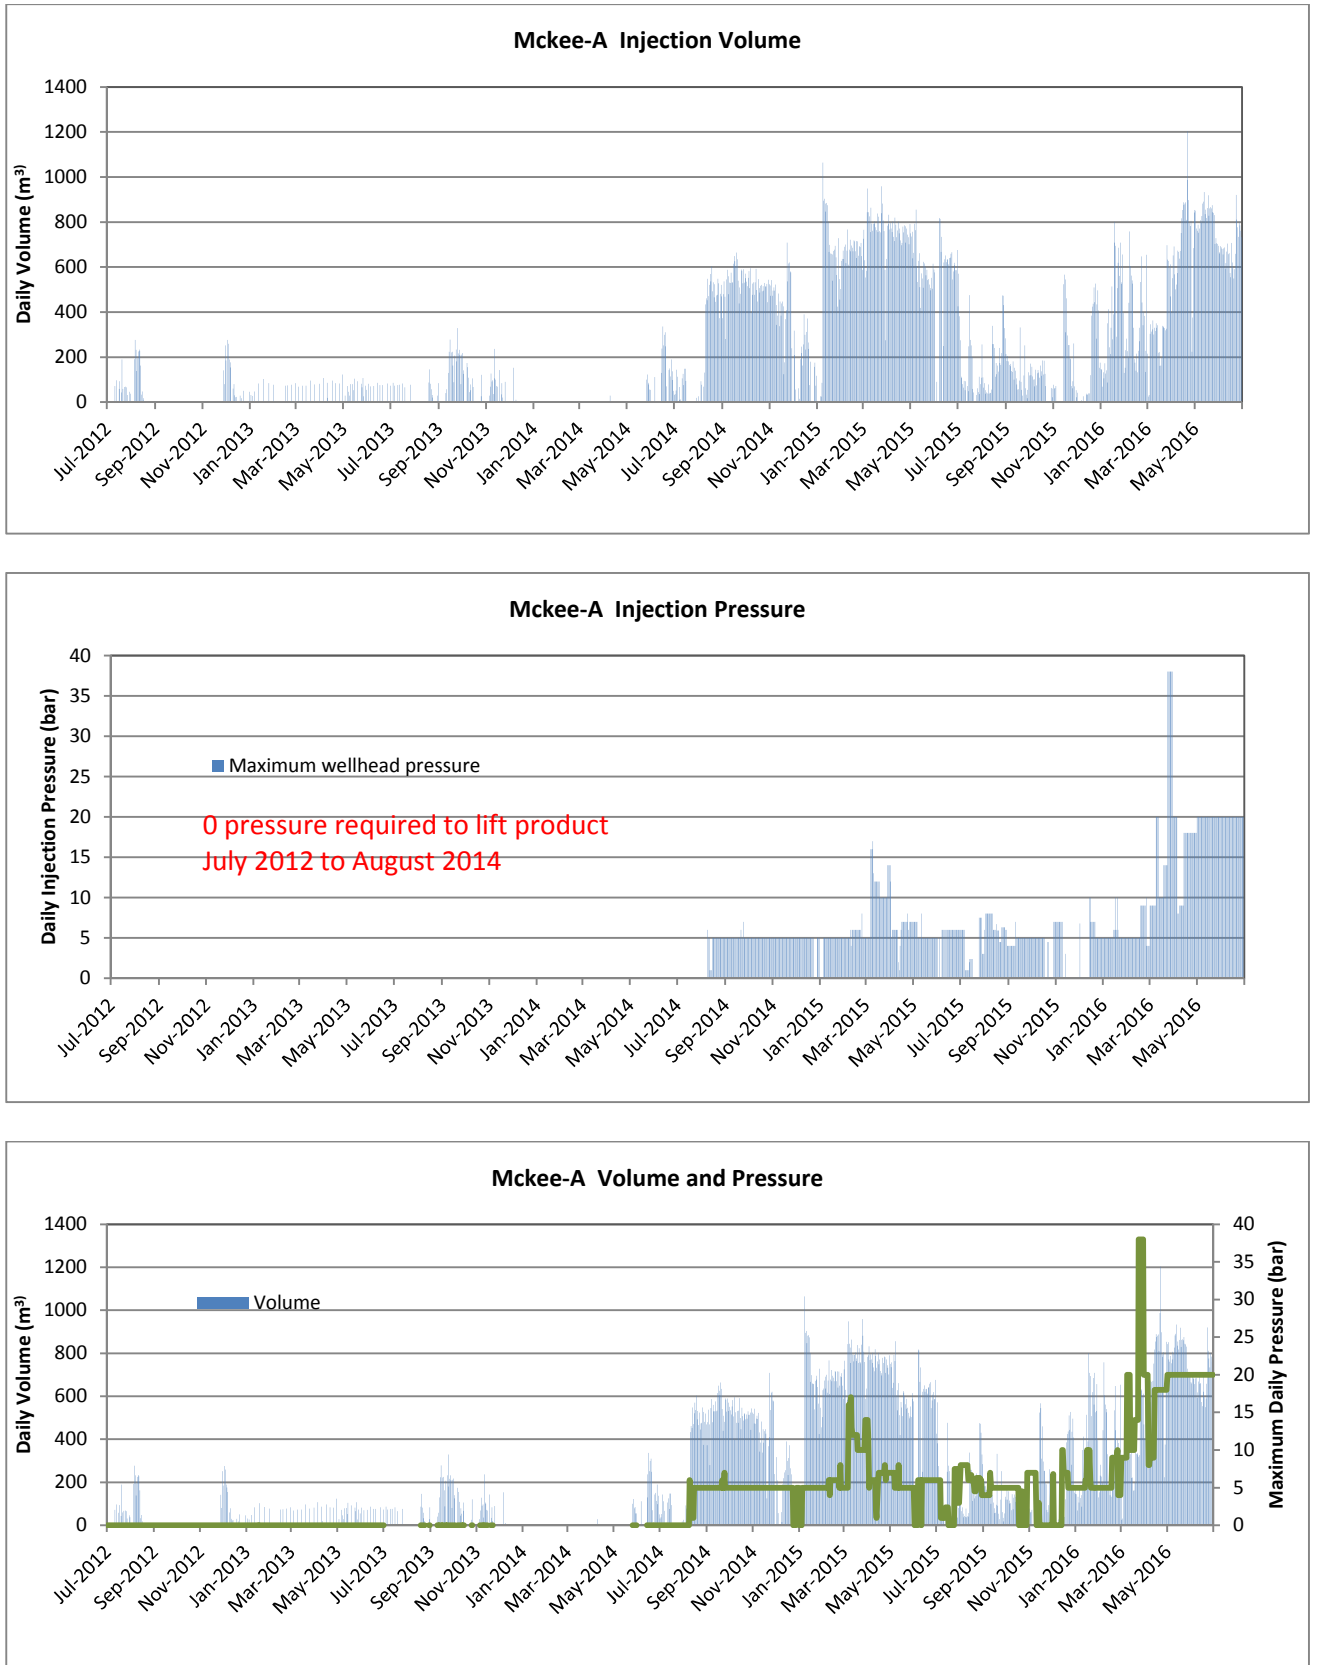 Mckee-A  Injection Volume
1400
1200
1000
800
600
400
200
0
Daily Volume (m³)
Jul-2012 Sep-2012 Nov-2012 Jan-2013 Mar-2013 May-2013 Jul-2013 Sep-2013 Nov-2013 Jan-2014 Mar-2014 May-2014 Jul-2014 Sep-2014 Nov-2014 Jan-2015 Mar-2015 May-2015 Jul-2015 Sep-2015 Nov-2015 Jan-2016 Mar-2016 May-2016
Mckee-A  Injection Pressure
40
35
30
25
20
15
10
5
0
Daily Injection Pressure (bar)
Maximum wellhead pressure
0 pressure required to lift product
July 2012 to August 2014
Jul-2012 Sep-2012 Nov-2012 Jan-2013 Mar-2013 May-2013 Jul-2013 Sep-2013 Nov-2013 Jan-2014 Mar-2014 May-2014 Jul-2014 Sep-2014 Nov-2014 Jan-2015 Mar-2015 May-2015 Jul-2015 Sep-2015 Nov-2015 Jan-2016 Mar-2016 May-2016
Mckee-A  Volume and Pressure
1400
1200
1000
800
600
400
200
0
Daily Volume (m³)
Volume
40
35
30
25
20
15
10
5
0
Maximum Daily Pressure (bar)
Jul-2012 Sep-2012 Nov-2012 Jan-2013 Mar-2013 May-2013 Jul-2013 Sep-2013 Nov-2013 Jan-2014 Mar-2014 May-2014 Jul-2014 Sep-2014 Nov-2014 Jan-2015 Mar-2015 May-2015 Jul-2015 Sep-2015 Nov-2015 Jan-2016 Mar-2016 May-2016